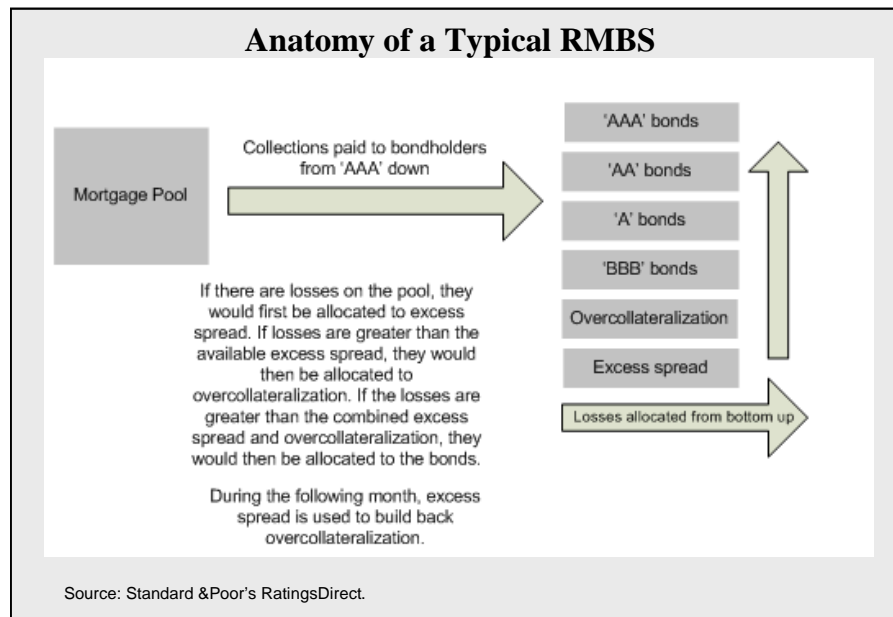 Anatomy of a Typical RMBS
Mortgage Pool
Collections paid to bondholders
from 'AAA' down
If there are losses on the pool, they
would first be allocated to excess
spread. If losses are greater than the
available excess spread, they would
then be allocated to
overcollateralization. If the losses are
greater than the combined excess
spread and overcollateralization, they
would then be allocated to the bonds.
During the following month, excess
spread is used to build back
overcollateralization.
'AAA' bonds
'AA' bonds
'A' bonds
'BBB' bonds
Overcollateralization
Excess spread
Losses allocated from bottom up
Source: Standard &Poor's RatingsDirect.